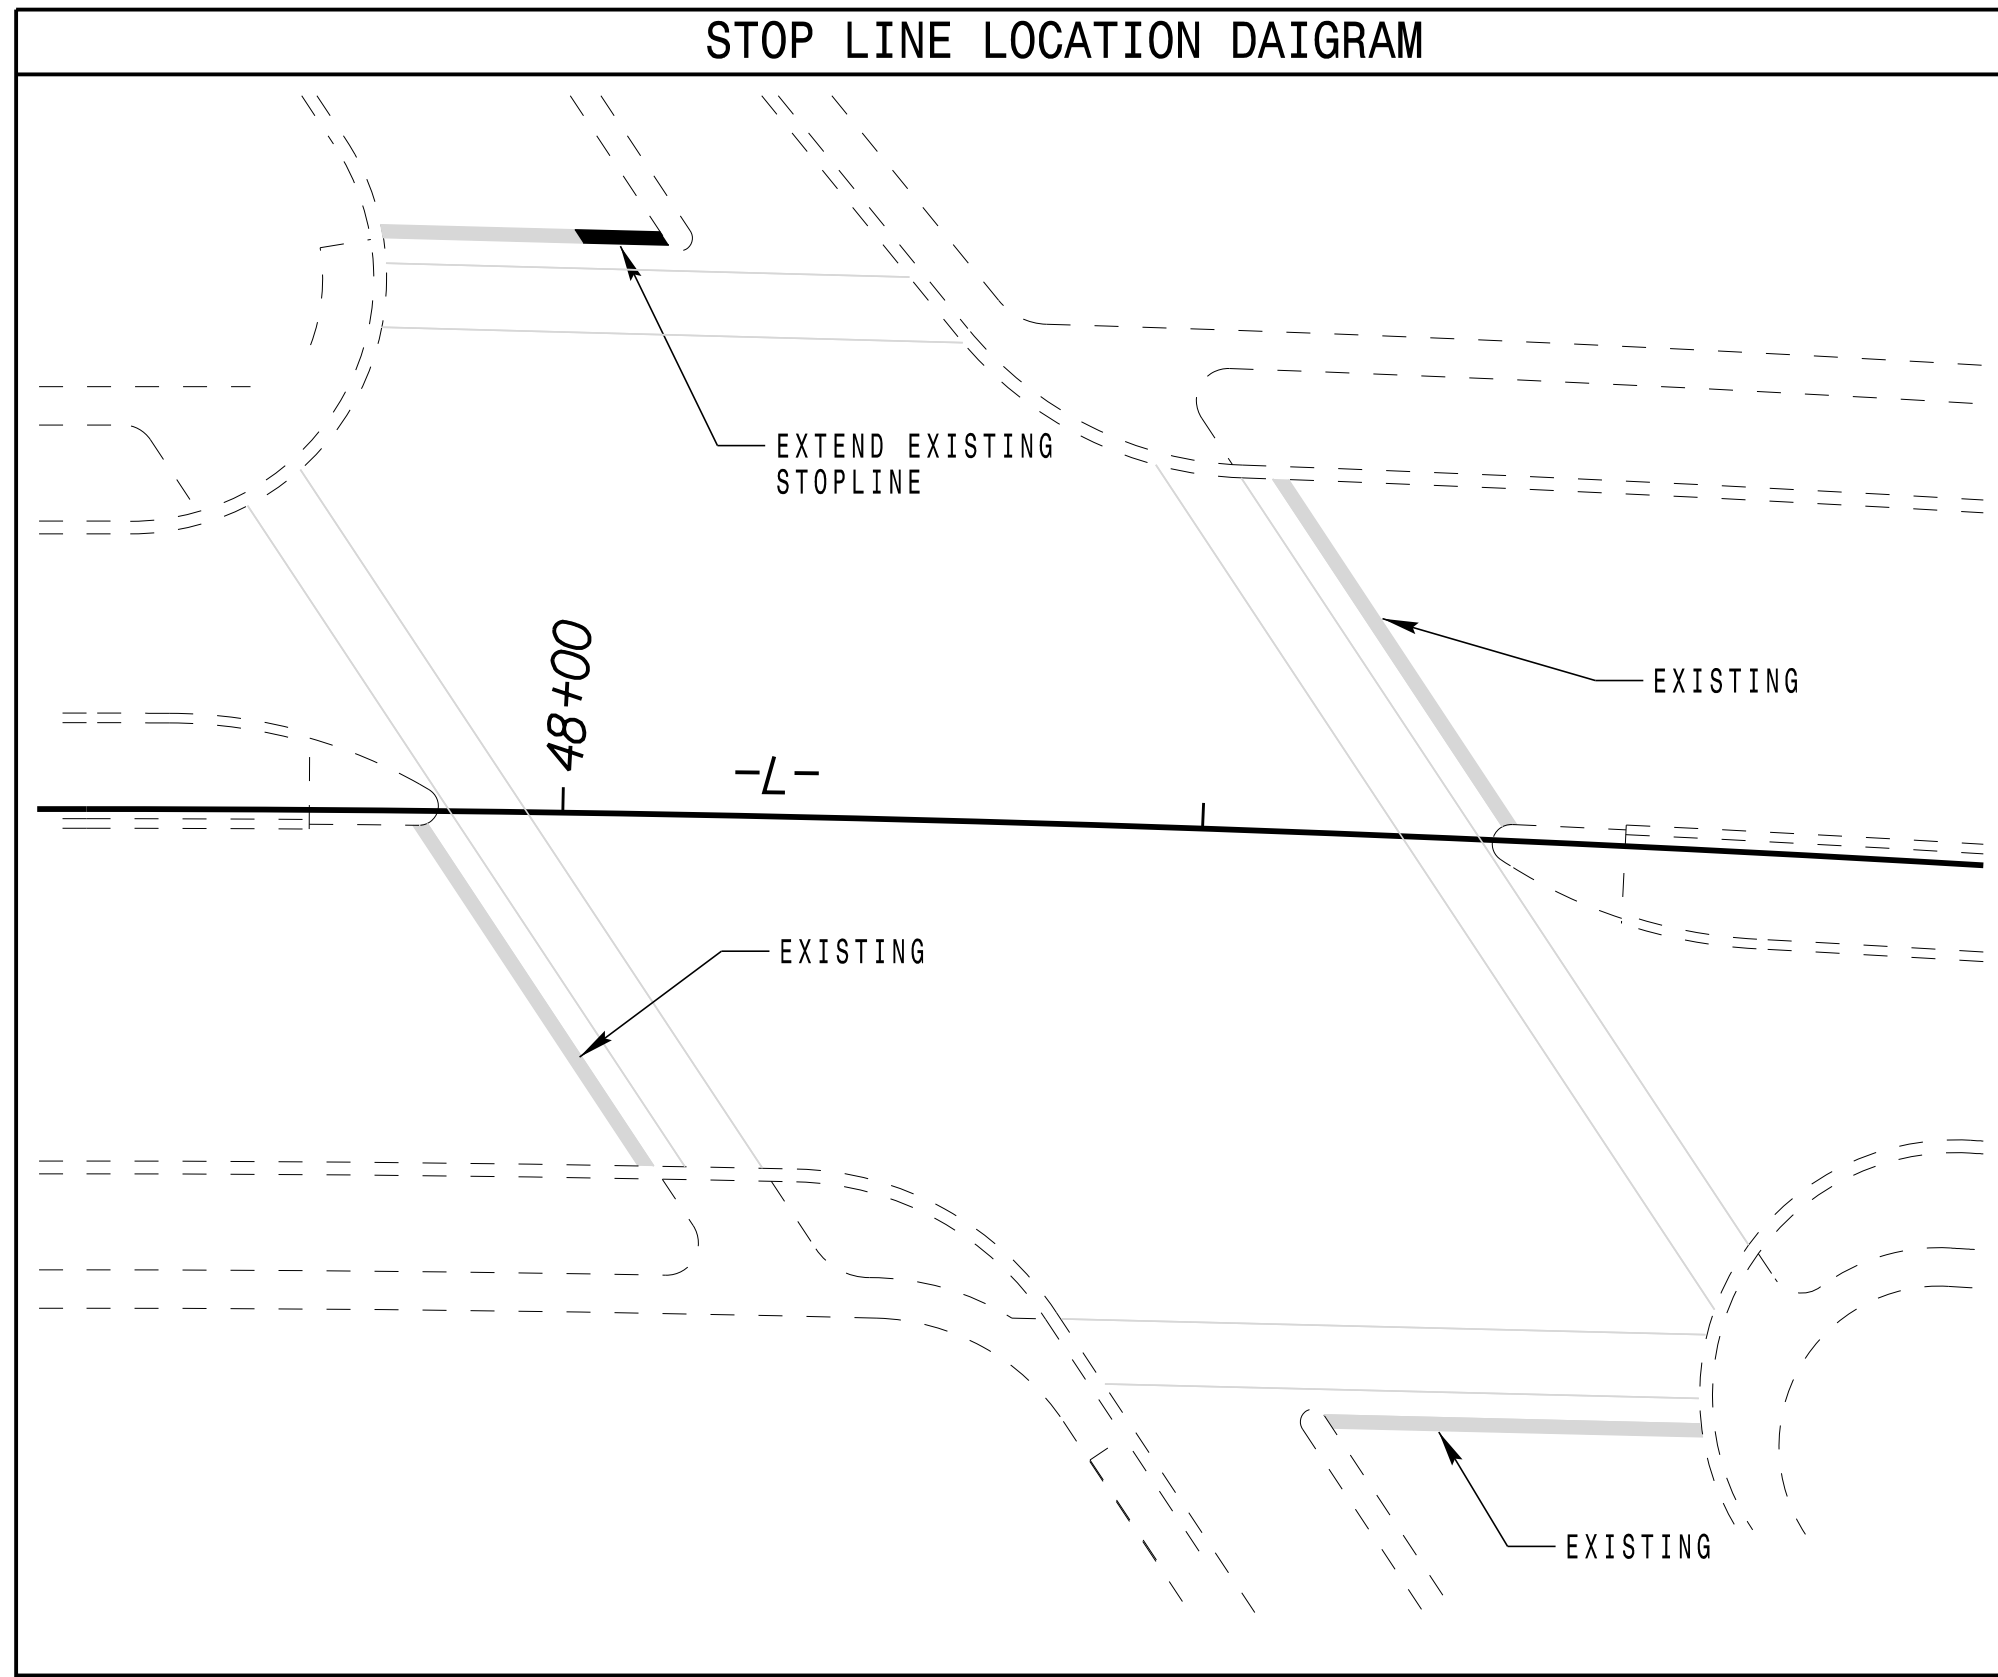 STOP LINE LOCATION DAIGRAM
EXTEND EXISTING
STOPLINE
48+00
EXISTING
-L-
EXISTING
EXISTING